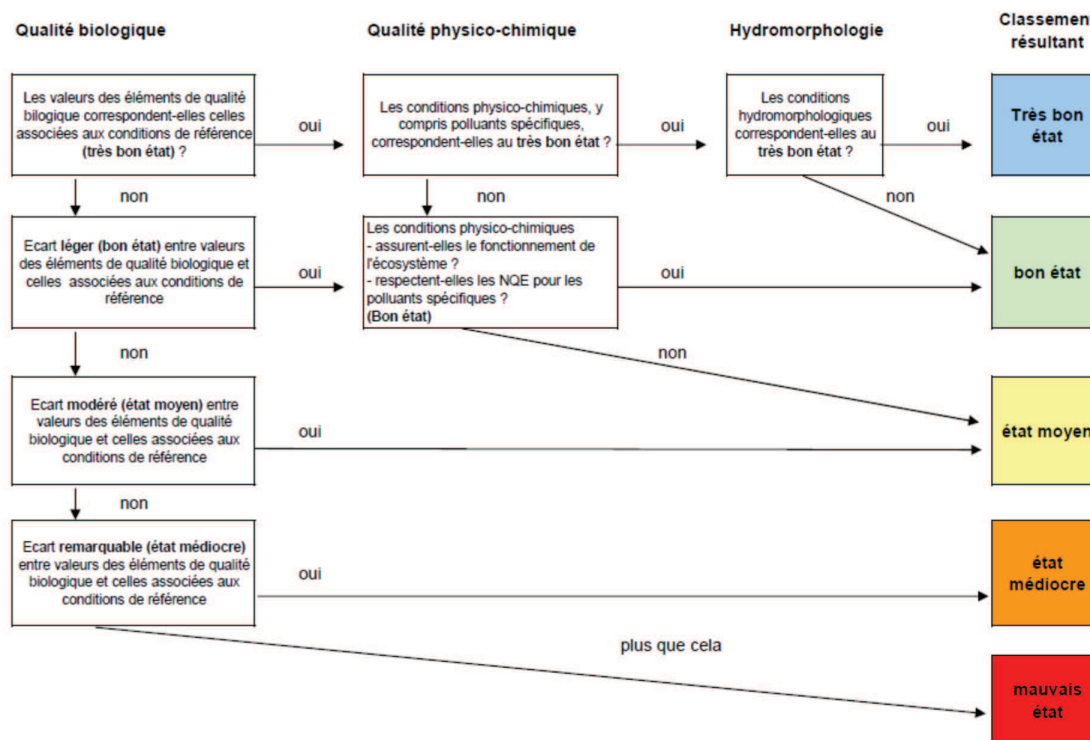 Qualité biologique
Qualité physico-chimique
Hydromorphologie
Classemen
résultant
Les valeurs des éléments de qualité
bilogique correspondent-elles celles
associées aux conditions de référence
(très bon état) ?
oui
Les conditions physico-chimiques, y
compris polluants spécifiques,
correspondent-elles au très bon état ?
oui
Les conditions
hydromorphologiques
correspondent-elles au
très bon état ?
oui
Très bon
état
non
non
non
Ecart léger (bon état) entre valeurs
des éléments de qualité biologique et
celles associées aux conditions de
référence
oui
Les conditions physico-chimiques
- assurent-elles le fonctionnement de
l'écosystème ?
- respectent-elles les NQE pour les
polluants spécifiques ?
(Bon état)
oui
bon état
non
non
Ecart modéré (état moyen) entre
valeurs des éléments de qualité
biologique et celles associées aux
conditions de référence
oui
état moyen
non
Ecart remarquable (état médiocre)
entre valeurs des éléments de qualité
biologique et celles associées aux
conditions de référence
oui
état
médiocre
plus que cela
mauvais
état